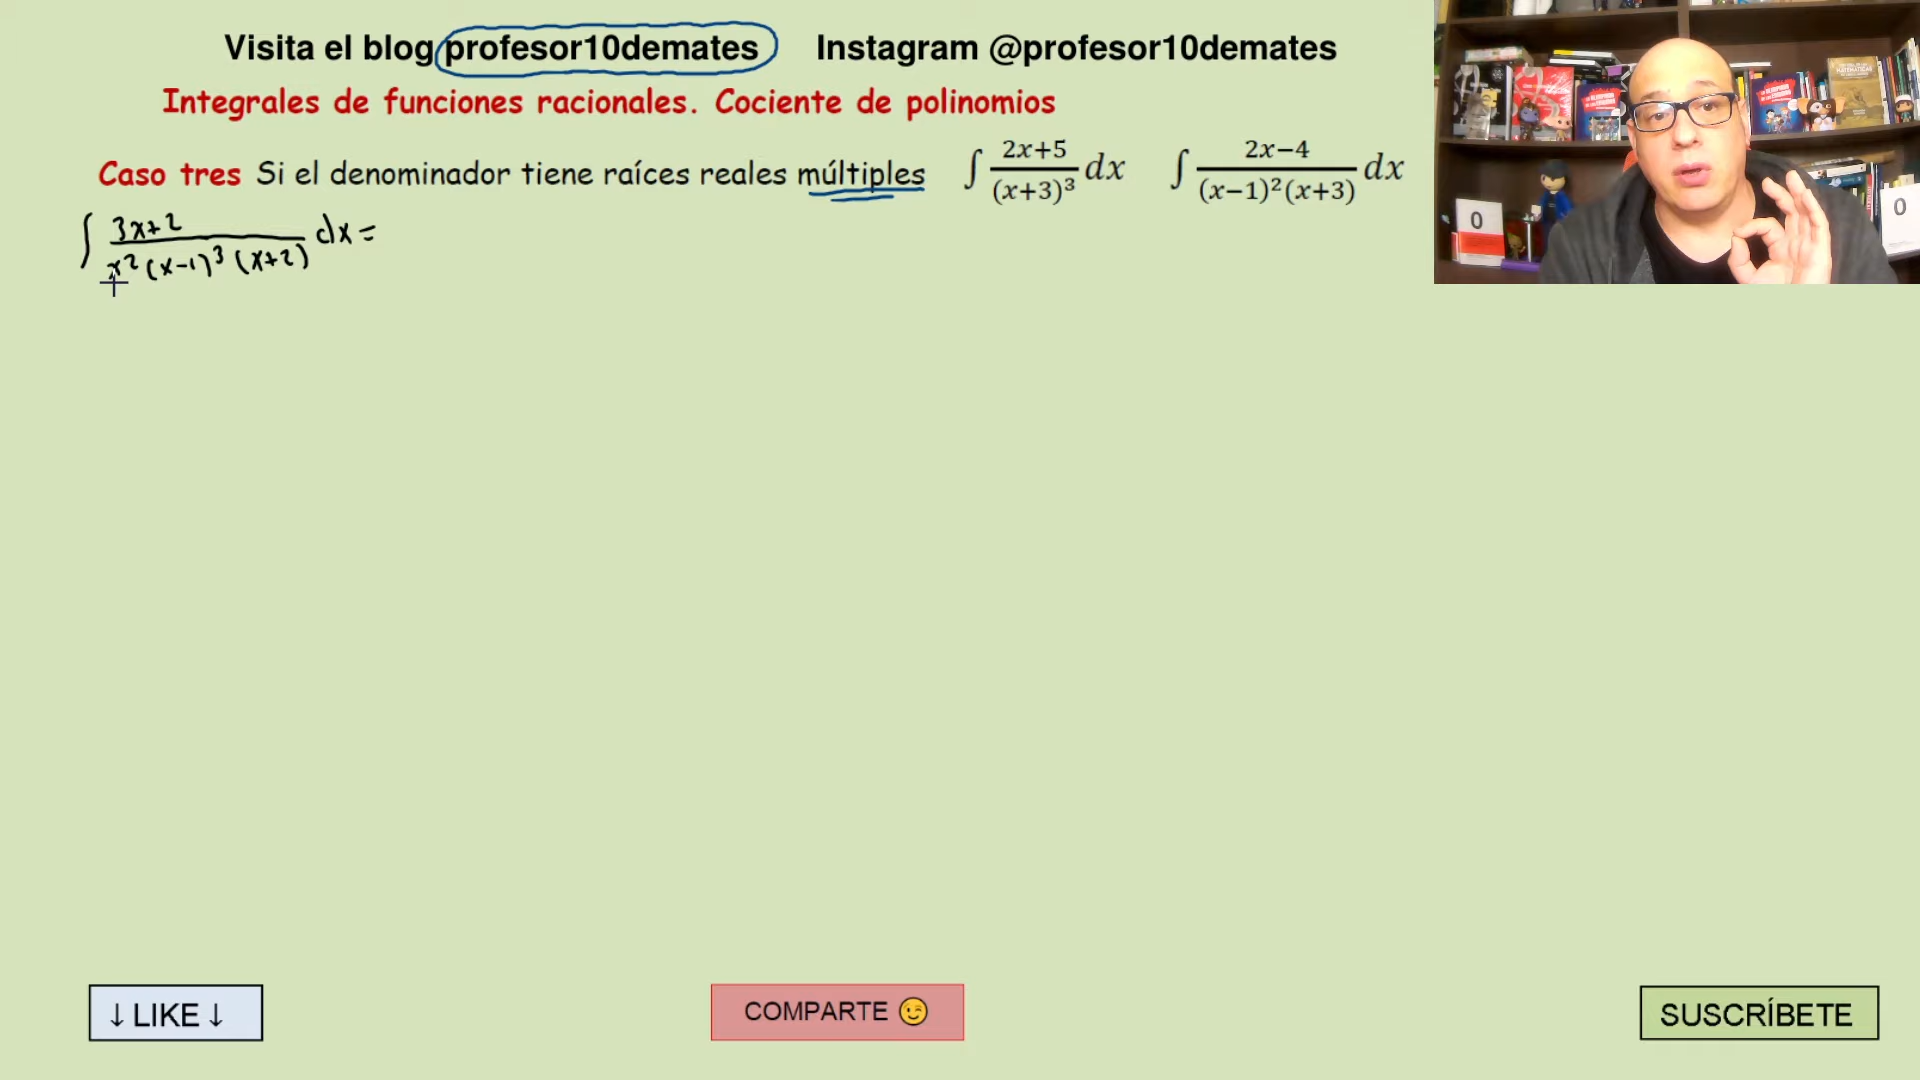 Visita el blog profesor10demates Instagram @profesor10demates
Integrales de funciones racionales. Cociente de polinomios
Caso tres Si el denominador tiene raíces reales múltiples ∫ 2x+5/(x+3)³ dx ∫ 2x−4/(x−1)²(x+3) dx
∫ 3x+2/x²(x-1)³(x+2) dx=
0
0
↓ LIKE ↓
COMPARTE 😉
SUSCRÍBETE